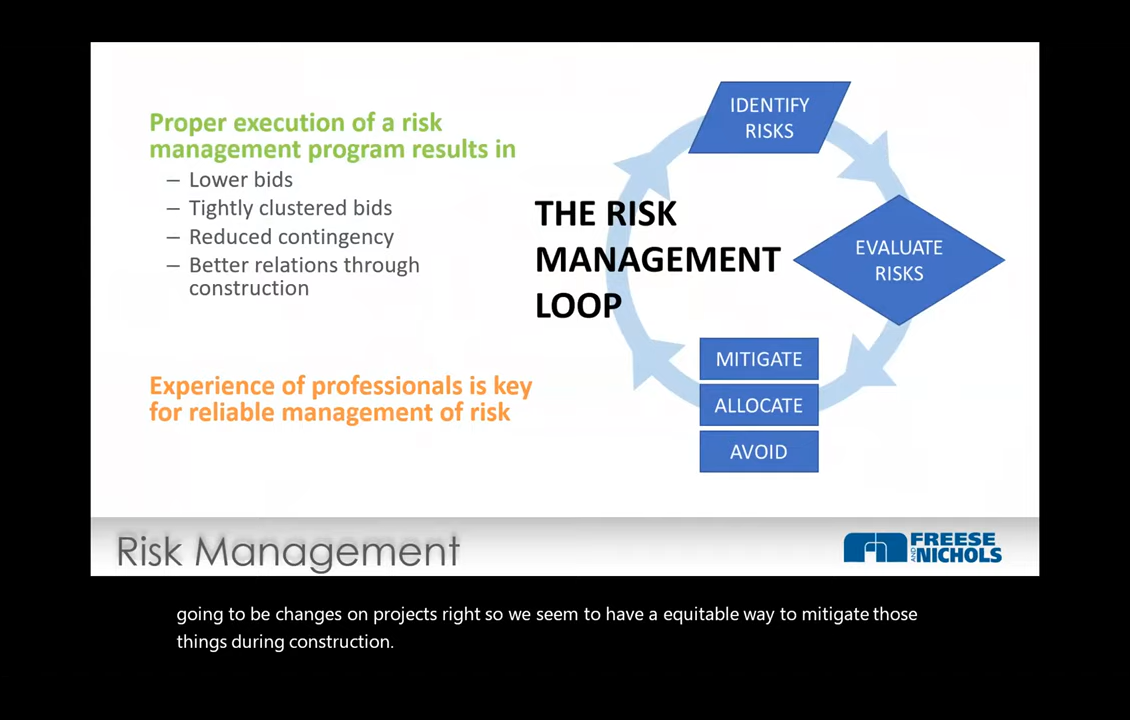 Proper execution of a risk
management program results in
– Lower bids
– Tightly clustered bids
– Reduced contingency
– Better relations through
construction
Experience of professionals is key
for reliable management of risk
THE RISK
MANAGEMENT
LOOP
IDENTIFY
RISKS
EVALUATE
RISKS
MITIGATE
ALLOCATE
AVOID
Risk Management
FREESE
AND NICHOLS
going to be changes on projects right so we seem to have a equitable way to mitigate those
things during construction.